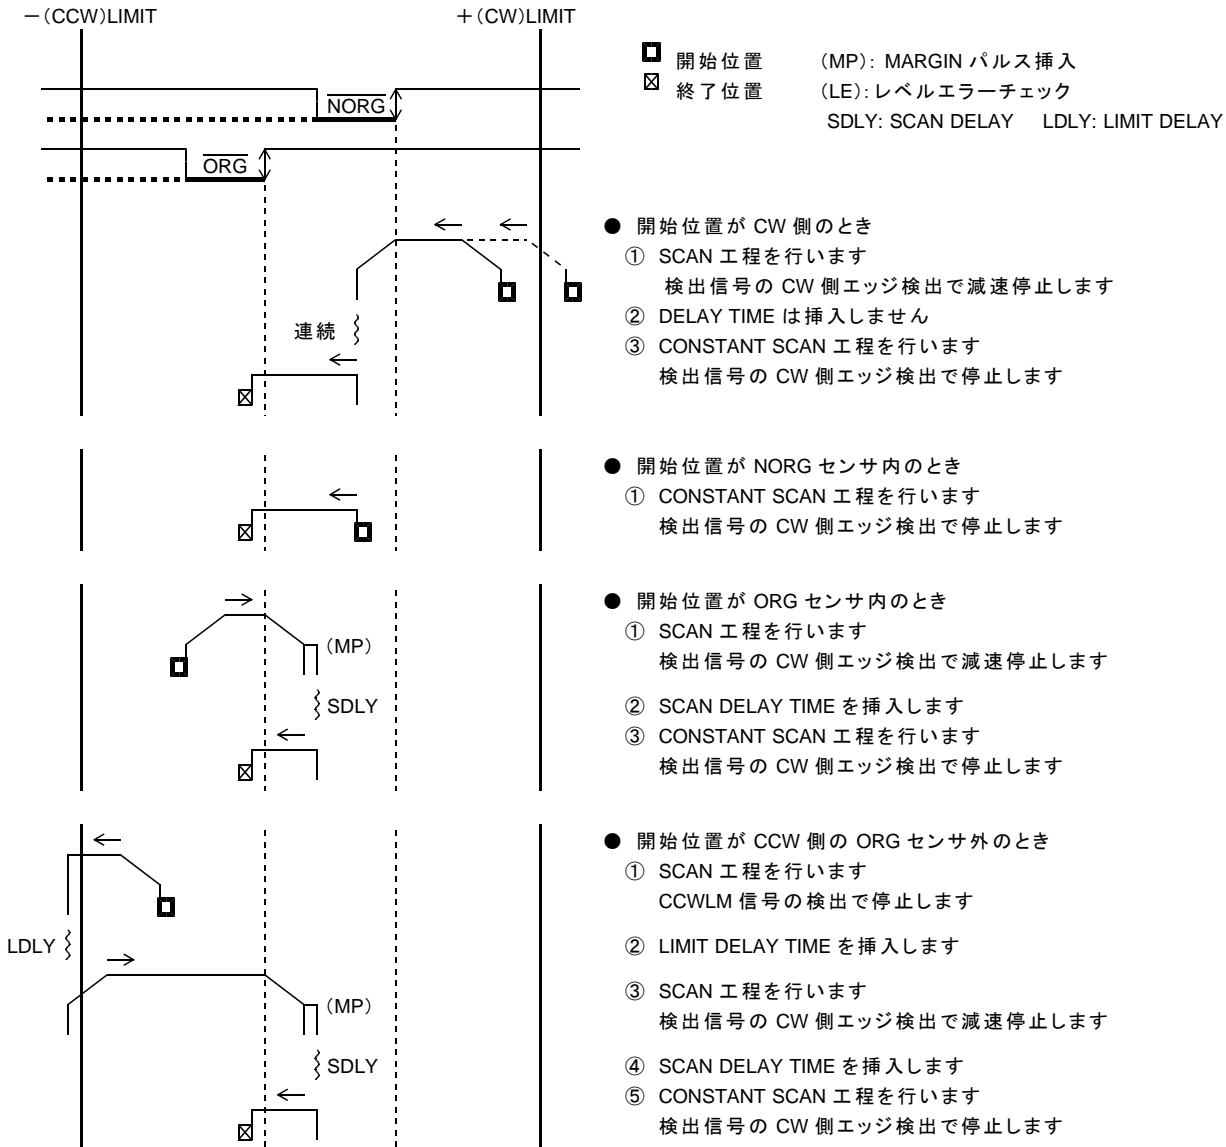 －(CCW)LIMIT
＋(CW)LIMIT
開始位置 (MP): MARGIN パルス挿入
終了位置 (LE):レベルエラーチェック
SDLY: SCAN DELAY LDLY: LIMIT DELAY
NORG
ORG
● 開始位置が CW 側のとき
① SCAN 工程を行います
検出信号の CW 側エッジ検出で減速停止します
② DELAY TIME は挿入しません
③ CONSTANT SCAN 工程を行います
検出信号の CW 側エッジ検出で停止します
連続
● 開始位置が NORG センサ内のとき
① CONSTANT SCAN 工程を行います
検出信号の CW 側エッジ検出で停止します
● 開始位置が ORG センサ内のとき
① SCAN 工程を行います
検出信号の CW 側エッジ検出で減速停止します
② SCAN DELAY TIME を挿入します
③ CONSTANT SCAN 工程を行います
検出信号の CW 側エッジ検出で停止します
(MP)
SDLY
● 開始位置が CCW 側の ORG センサ外のとき
① SCAN 工程を行います
CCWLM 信号の検出で停止します
② LIMIT DELAY TIME を挿入します
③ SCAN 工程を行います
検出信号の CW 側エッジ検出で減速停止します
④ SCAN DELAY TIME を挿入します
⑤ CONSTANT SCAN 工程を行います
検出信号の CW 側エッジ検出で停止します
LDLY
(MP)
SDLY